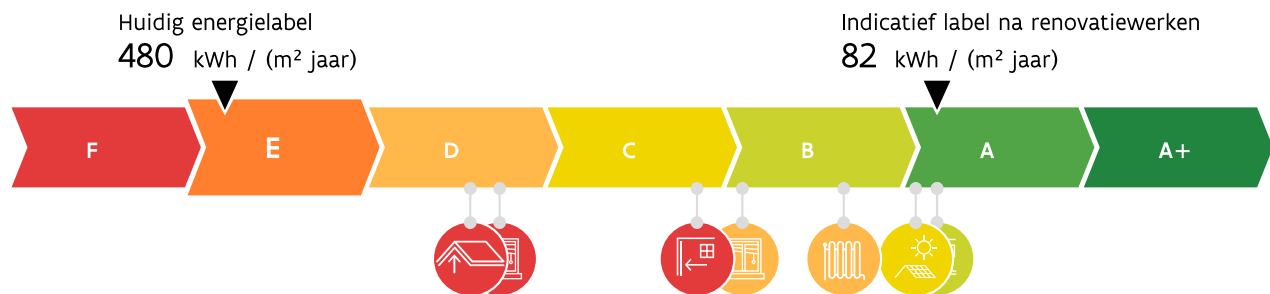 Huidig energielabel
480 kWh / (m² jaar)
Indicatief label na renovatiewerken
82 kWh / (m² jaar)
F E D C B A A+